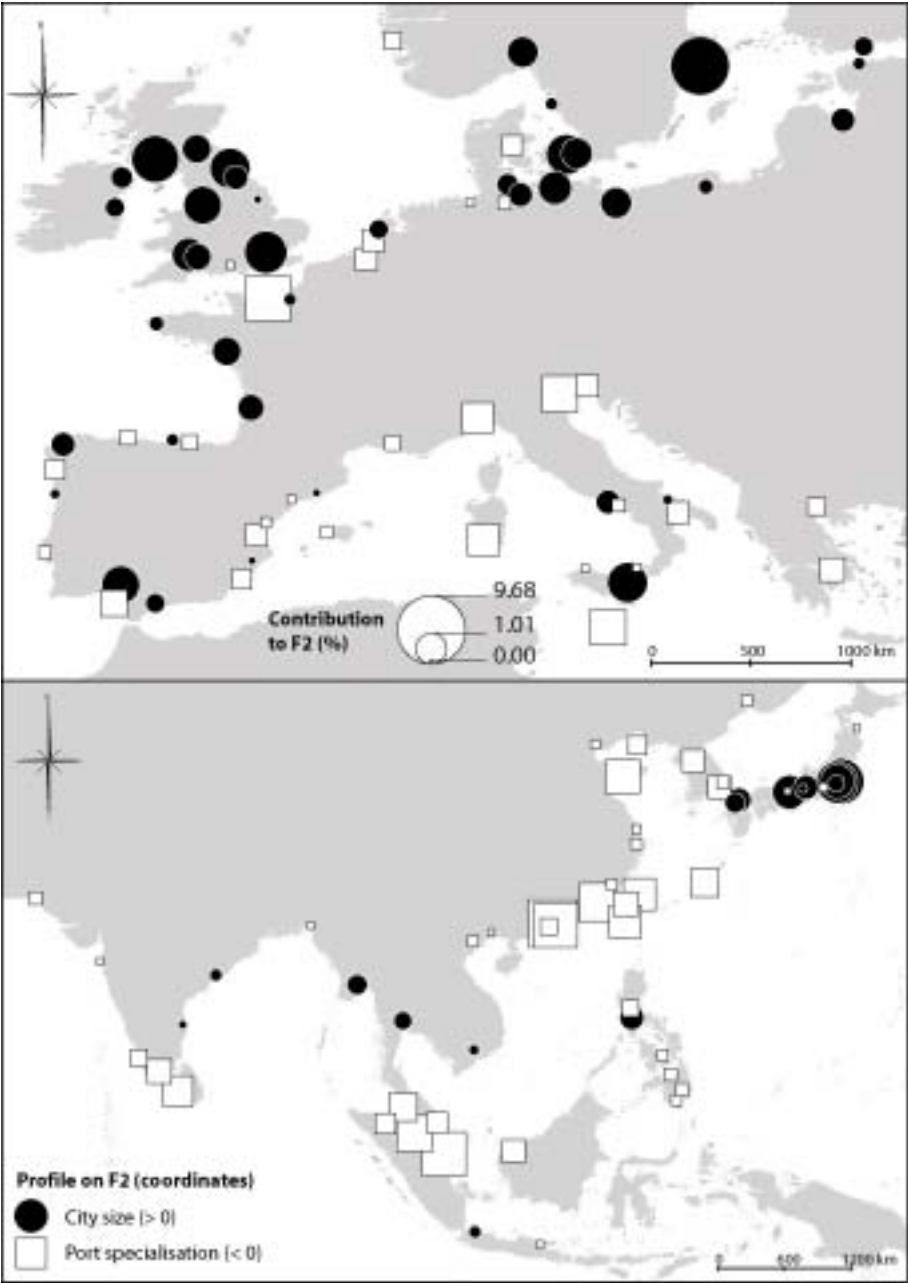 Contribution
to F2 (%)
9.68
1.01
0.00
0 500 1000 km
Profile on F2 (coordinates)
City size (> 0)
Port specialisation (< 0)
0 600 1200 km